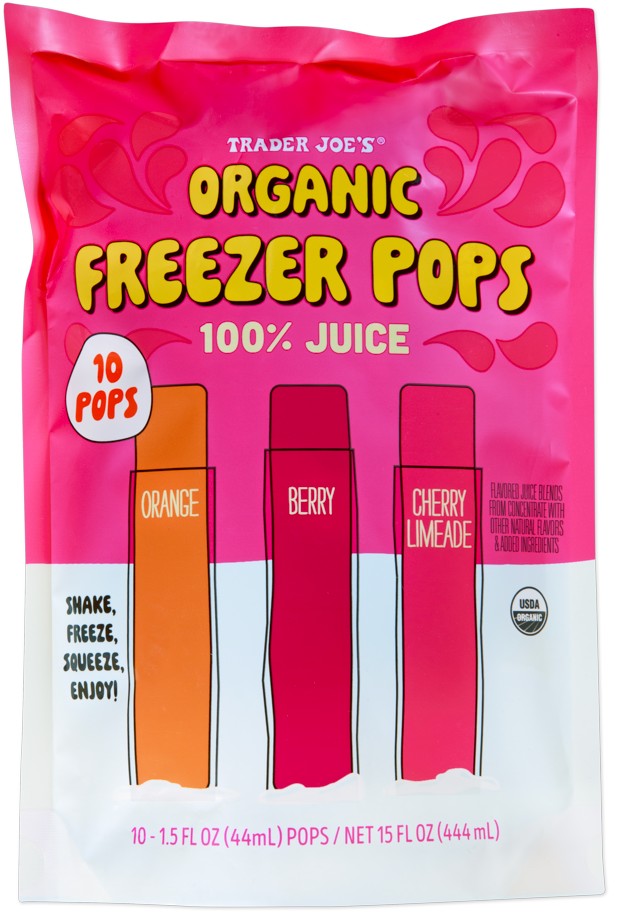 TRADER JOE'S®
ORGANIC
FREEZER POPS
100% JUICE
10
POPS
ORANGE
BERRY
CHERRY
LIMEADE
FLAVORED JUICE BLENDS
FROM CONCENTRATE WITH
OTHER NATURAL FLAVORS
& ADDED INGREDIENTS
SHAKE,
FREEZE,
SQUEEZE,
ENJOY!
USDA
ORGANIC
10 - 1.5 FL OZ (44mL) POPS / NET 15 FL OZ (444 mL)